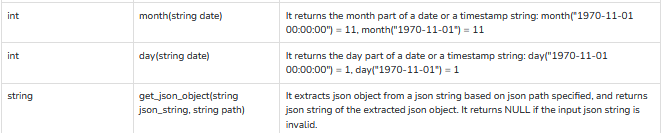 int month(string date) It returns the month part of a date or a timestamp string: month("1970-11-01
00:00:00") = 11, month("1970-11-01") = 11
int day(string date) It returns the day part of a date or a timestamp string: day("1970-11-01
00:00:00") = 1, day("1970-11-01") = 1
string get_json_object(string It extracts json object from a json string based on json path specified, and returns
json_string, string path) json string of the extracted json object. It returns NULL if the input json string is
invalid.